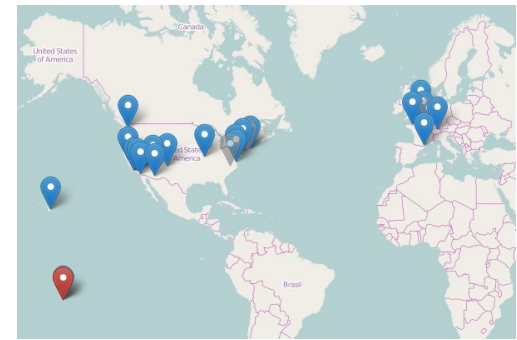 Canada
United States
of America
United States
America
Brasil